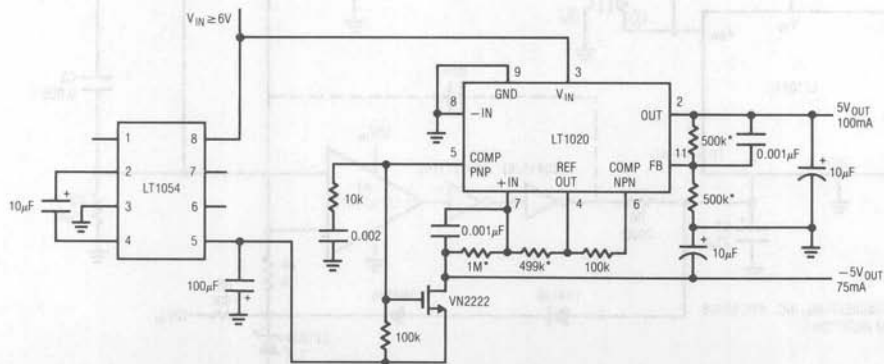 V_IN ≥ 6V
9
GND
3
V_IN
8
−IN
OUT
2
5V_OUT
100mA
LT1020
500k*
0.001µF
10µF
5
COMP
PNP
REF
OUT
COMP
NPN
FB
11
+IN
7
4
6
500k*
1
8
2
7
LT1054
3
6
4
5
10µF
10k
0.002
0.001µF
1M*
499k*
100k
10µF
−5V_OUT
75mA
100µF
VN2222
100k